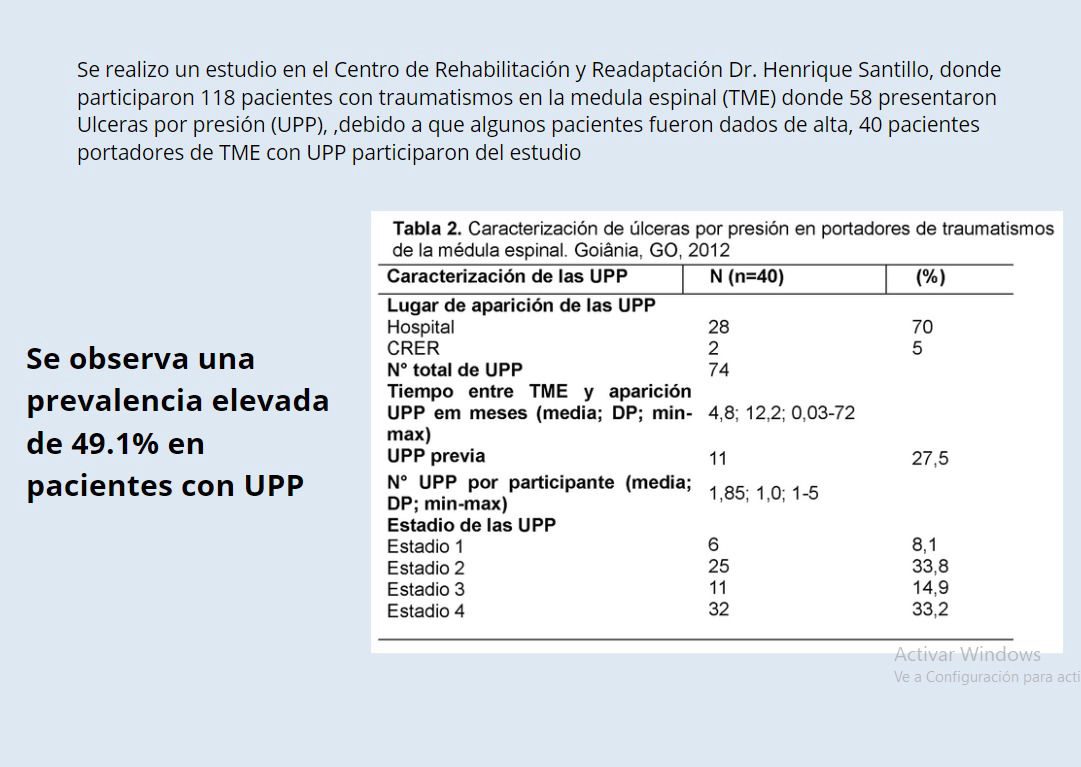 Se realizo un estudio en el Centro de Rehabilitación y Readaptación Dr. Henrique Santillo, donde
participaron 118 pacientes con traumatismos en la medula espinal (TME) donde 58 presentaron
Ulceras por presión (UPP), ,debido a que algunos pacientes fueron dados de alta, 40 pacientes
portadores de TME con UPP participaron del estudio
Se observa una
prevalencia elevada
de 49.1% en
pacientes con UPP
Tabla 2. Caracterización de úlceras por presión en portadores de traumatismos
de la médula espinal. Goiânia, GO, 2012
Caracterización de las UPP N (n=40) (%)
Lugar de aparición de las UPP
Hospital 28 70
CRER 2 5
N° total de UPP 74
Tiempo entre TME y aparición
UPP em meses (media; DP; min- 4,8; 12,2; 0,03-72
max)
UPP previa 11 27,5
N° UPP por participante (media; 1,85; 1,0; 1-5
DP; min-max)
Estadio de las UPP
Estadio 1 6 8,1
Estadio 2 25 33,8
Estadio 3 11 14,9
Estadio 4 32 33,2
Activar Windows
Ve a Configuración para acti